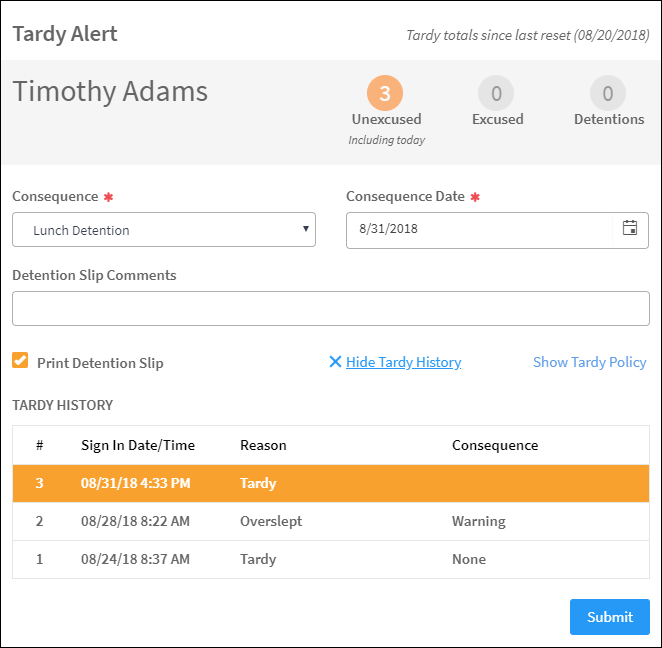 Tardy Alert
Tardy totals since last reset (08/20/2018)
Timothy Adams
3 0 0
Unexcused Excused Detentions
Including today
Consequence * Consequence Date *
Lunch Detention 8/31/2018
Detention Slip Comments
Print Detention Slip Hide Tardy History Show Tardy Policy
TARDY HISTORY
# Sign In Date/Time Reason Consequence
3 08/31/18 4:33 PM Tardy
2 08/28/18 8:22 AM Overslept Warning
1 08/24/18 8:37 AM Tardy None
Submit